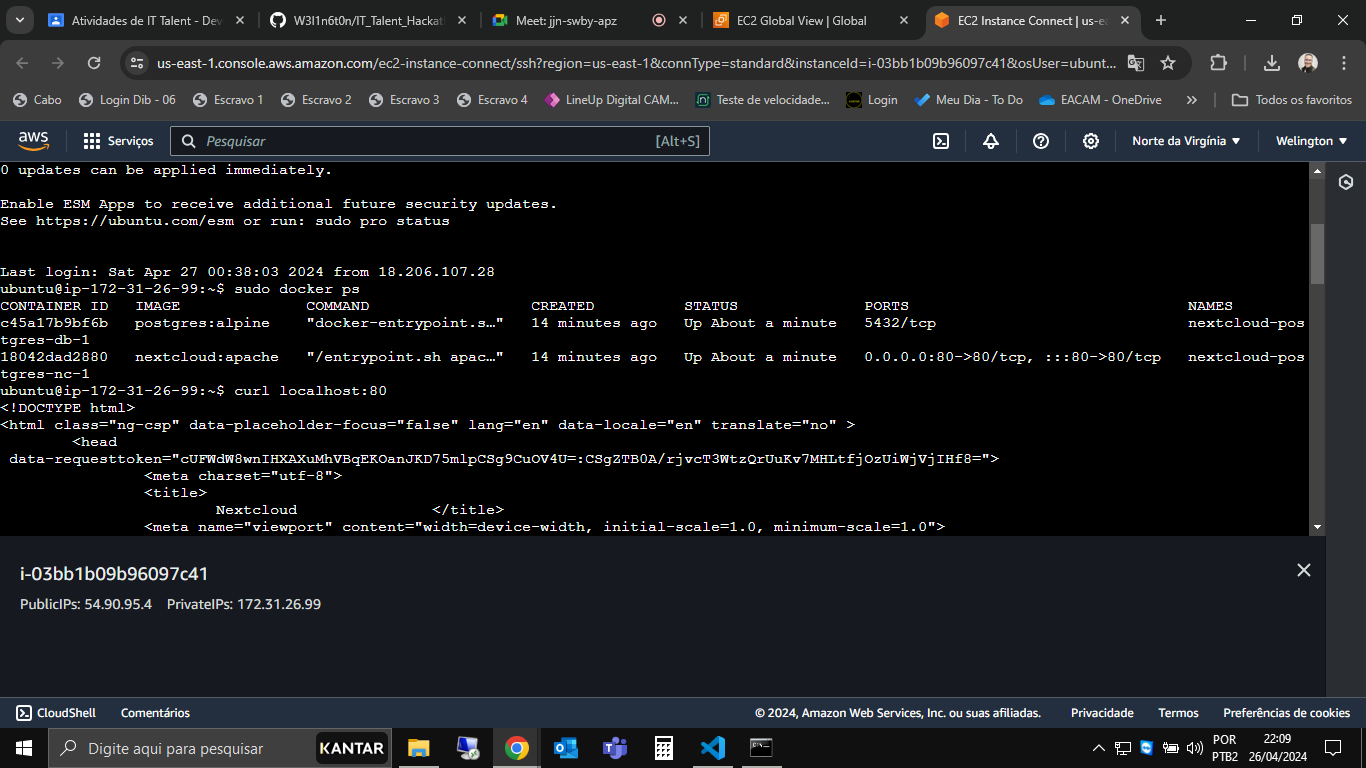 Atividades de IT Talent - Dev
W3l1n6t0n/IT_Talent_Hackat
Meet: jjn-swby-apz
EC2 Global View | Global
EC2 Instance Connect | us-ea
us-east-1.console.aws.amazon.com/ec2-instance-connect/ssh?region=us-east-1&connType=standard&instanceId=i-03bb1b09b96097c41&osUser=ubunt...
Cabo
Login Dib - 06
Escravo 1
Escravo 2
Escravo 3
Escravo 4
LineUp Digital CAM...
Teste de velocidade...
Login
Meu Dia - To Do
EACAM - OneDrive
Todos os favoritos
aws
Serviços
Pesquisar
[Alt+S]
Norte da Virgínia
Welington
0 updates can be applied immediately.
Enable ESM Apps to receive additional future security updates.
See https://ubuntu.com/esm or run: sudo pro status
Last login: Sat Apr 27 00:38:03 2024 from 18.206.107.28
ubuntu@ip-172-31-26-99:~$ sudo docker ps
CONTAINER ID   IMAGE              COMMAND                  CREATED          STATUS              PORTS                               NAMES
c45a17b9bf6b   postgres:alpine    "docker-entrypoint.s…"   14 minutes ago   Up About a minute   5432/tcp                            nextcloud-pos
tgres-db-1
18042dad2880   nextcloud:apache   "/entrypoint.sh apac…"   14 minutes ago   Up About a minute   0.0.0.0:80->80/tcp, :::80->80/tcp   nextcloud-pos
tgres-nc-1
ubuntu@ip-172-31-26-99:~$ curl localhost:80
<!DOCTYPE html>
<html class="ng-csp" data-placeholder-focus="false" lang="en" data-locale="en" translate="no" >
<head
data-requesttoken="cUFWdW8wnIHXAXuMhVBqEKOanJKD75mlpCSg9CuOV4U=:CSgZTB0A/rjvcT3WtzQrUuKv7MHLtfjOzUiWjVjIHf8=">
<meta charset="utf-8">
<title>
Nextcloud               </title>
<meta name="viewport" content="width=device-width, initial-scale=1.0, minimum-scale=1.0">
i-03bb1b09b96097c41
PublicIPs: 54.90.95.4   PrivateIPs: 172.31.26.99
CloudShell
Comentários
© 2024, Amazon Web Services, Inc. ou suas afiliadas.
Privacidade
Termos
Preferências de cookies
Digite aqui para pesquisar
KANTAR
POR
PTB2
22:09
26/04/2024